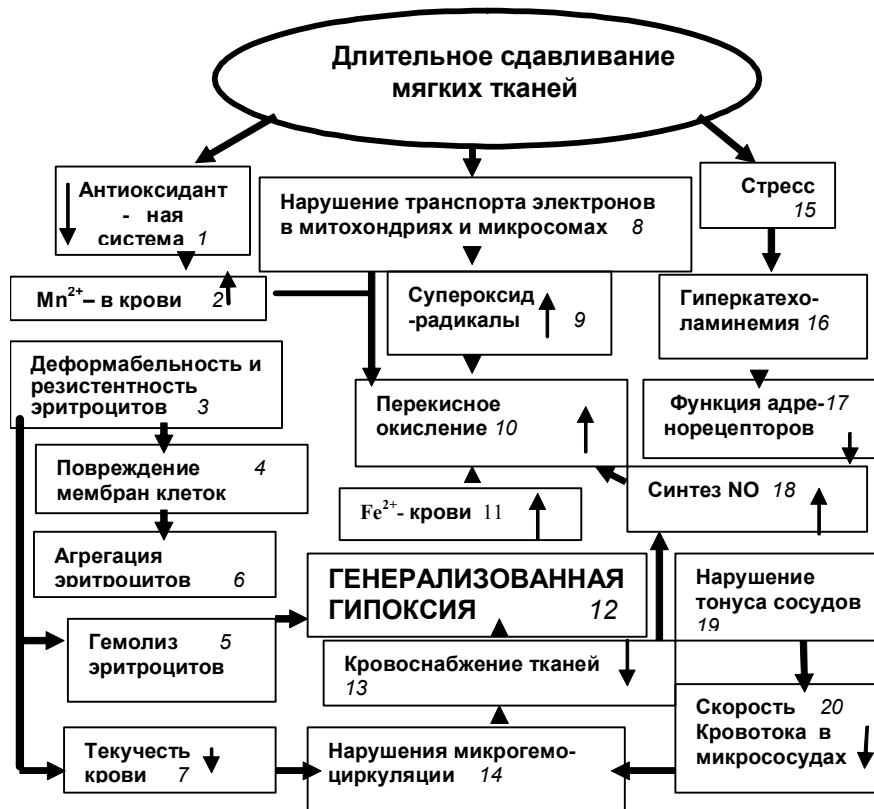 Длительное сдавливание
мягких тканей
Антиоксидант
- ная
система 1
Mn²⁺– в крови 2
Деформабельность и
резистентность
эритроцитов 3
Повреждение 4
мембран клеток
Агрегация
эритроцитов 6
Гемолиз 5
эритроцитов
Текучесть
крови 7
Нарушение транспорта электронов
в митохондриях и микросомах 8
Супероксид
-радикалы 9
Перекисное
окисление 10
Fe²⁺- крови 11
ГЕНЕРАЛИЗОВАННАЯ
ГИПОКСИЯ 12
Кровоснабжение тканей
13
Нарушения микрогемо-
циркуляции 14
Стресс
15
Гиперкатехо-
ламинемия 16
Функция адре-17
норецепторов
Синтез NO 18
Нарушение
тонуса сосудов
19
Скорость 20
Кровотока в
микрососудах